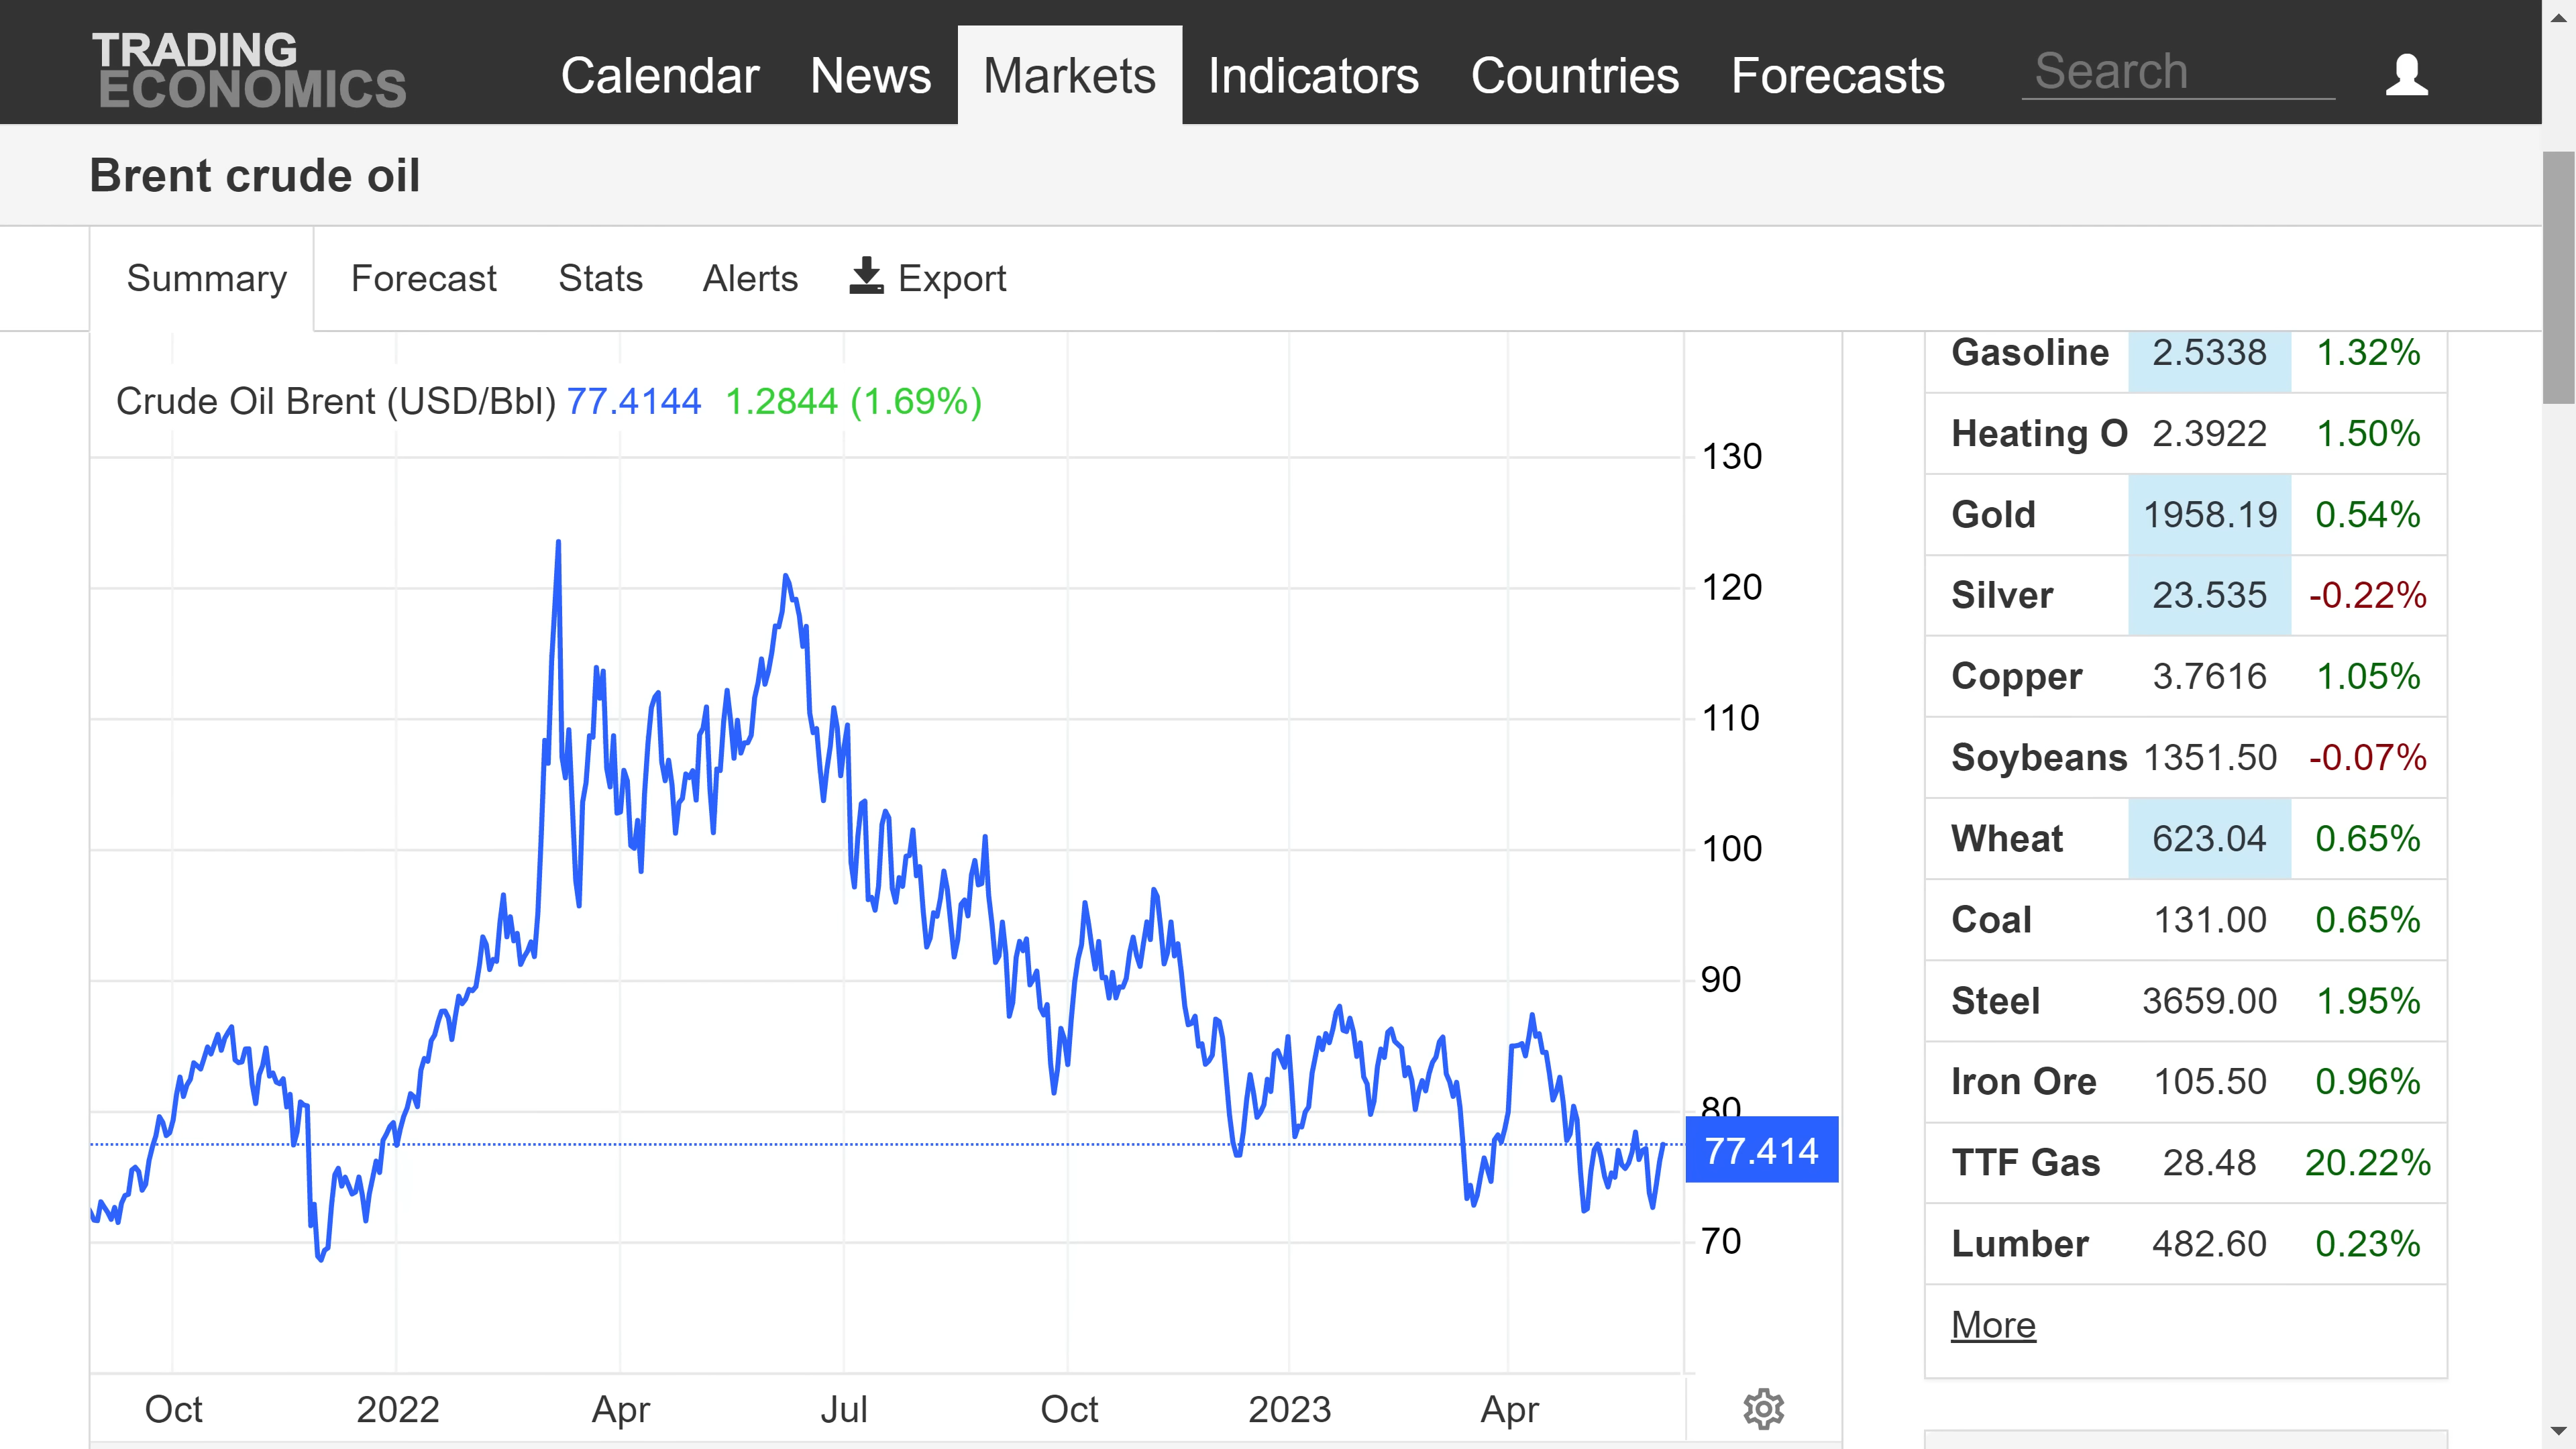 TRADING
ECONOMICS
Calendar News Markets Indicators Countries Forecasts Search
Brent crude oil
Summary Forecast Stats Alerts Export
Crude Oil Brent (USD/Bbl) 77.4144 1.2844 (1.69%)
130
120
110
100
90
80
77.414
70
Oct 2022 Apr Jul Oct 2023 Apr
Gasoline 2.5338 1.32%
Heating O 2.3922 1.50%
Gold 1958.19 0.54%
Silver 23.535 -0.22%
Copper 3.7616 1.05%
Soybeans 1351.50 -0.07%
Wheat 623.04 0.65%
Coal 131.00 0.65%
Steel 3659.00 1.95%
Iron Ore 105.50 0.96%
TTF Gas 28.48 20.22%
Lumber 482.60 0.23%
More